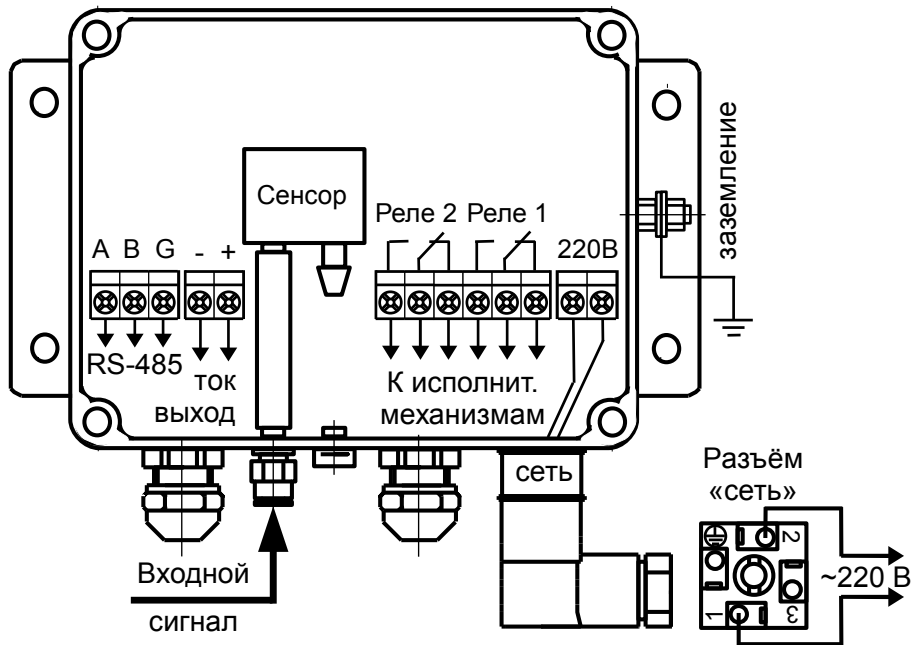 Сенсор
Реле 2 Реле 1
A B G - +
220В
заземление
RS-485
ток
выход
К исполнит.
механизмам
сеть
Входной
сигнал
Разъём
«сеть»
2
1
3
~220 В